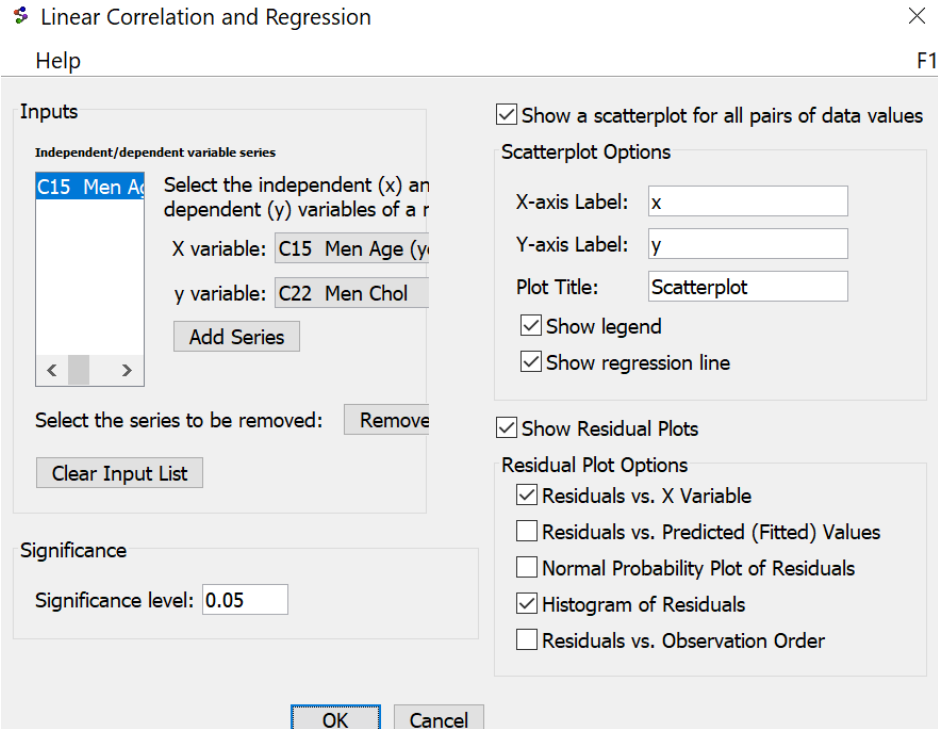 Linear Correlation and Regression
Help
F1
Inputs
Independent/dependent variable series
C15 Men Ag
Select the independent (x) an
dependent (y) variables of a r
X variable: C15 Men Age (y
y variable: C22 Men Chol
Add Series
Select the series to be removed: Remove
Clear Input List
Significance
Significance level: 0.05
Show a scatterplot for all pairs of data values
Scatterplot Options
X-axis Label: x
Y-axis Label: y
Plot Title: Scatterplot
Show legend
Show regression line
Show Residual Plots
Residual Plot Options
Residuals vs. X Variable
Residuals vs. Predicted (Fitted) Values
Normal Probability Plot of Residuals
Histogram of Residuals
Residuals vs. Observation Order
OK
Cancel